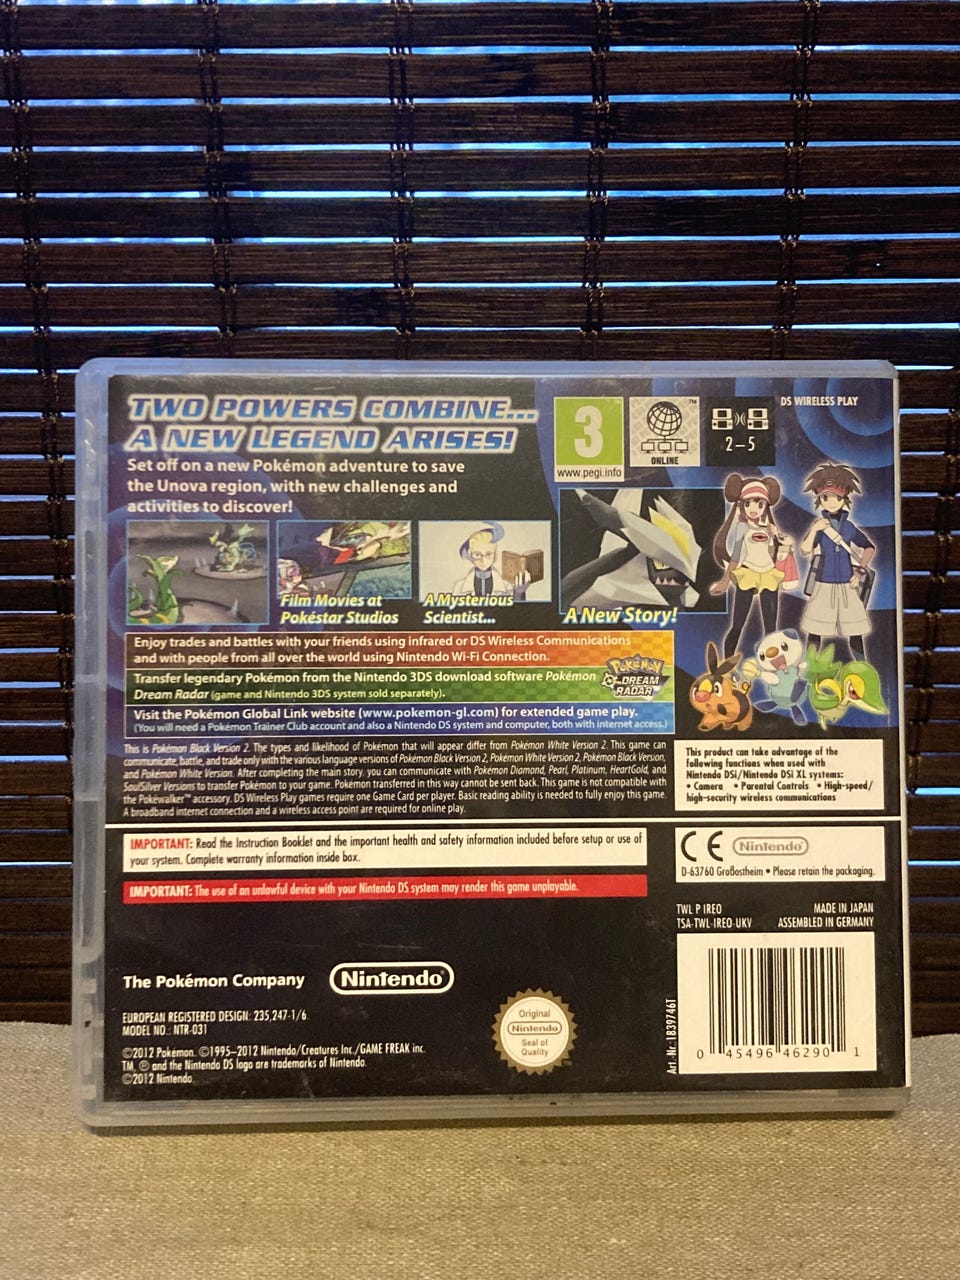 TWO POWERS COMBINE...
A NEW LEGEND ARISES!
Set off on a new Pokémon adventure to save
the Unova region, with new challenges and
activities to discover!
3
www.pegi.info
TM
ONLINE
2-5
DS WIRELESS PLAY
Film Movies at
Pokéstar Studios
A Mysterious
Scientist...
A New Story!
Enjoy trades and battles with your friends using infrared or DS Wireless Communications
and with people from all over the world using Nintendo Wi-Fi Connection.
Transfer legendary Pokémon from the Nintendo 3DS download software Pokémon
Dream Radar (game and Nintendo 3DS system sold separately).
POKéMON
DREAM
RADAR
Visit the Pokémon Global Link website (www.pokemon-gl.com) for extended game play.
(You will need a Pokémon Trainer Club account and also a Nintendo DS system and computer, both with internet access.)
This is Pokémon Black Version 2. The types and likelihood of Pokémon that will appear differ from Pokémon White Version 2. This game can
communicate, battle, and trade only with the various language versions of Pokémon Black Version 2, Pokémon White Version 2, Pokémon Black Version,
and Pokémon White Version. After completing the main story, you can communicate with Pokémon Diamond, Pearl, Platinum, HeartGold, and
SoulSilver Versions to transfer Pokémon to your game. Pokémon transferred in this way cannot be sent back. This game is not compatible with
the Pokéwalker™ accessory. DS Wireless Play games require one Game Card per player. Basic reading ability is needed to fully enjoy this game.
A broadband internet connection and a wireless access point are required for online play.
This product can take advantage of the
following functions when used with
Nintendo DSi/Nintendo DSi XL systems:
• Camera • Parental Controls • High-speed/
high-security wireless communications
IMPORTANT: Read the Instruction Booklet and the important health and safety information included before setup or use of
your system. Complete warranty information inside box.
IMPORTANT: The use of an unlawful device with your Nintendo DS system may render this game unplayable.
CE Nintendo®
D-63760 Großostheim • Please retain the packaging.
TWL P IREO MADE IN JAPAN
TSA-TWL-IREO-UKV ASSEMBLED IN GERMANY
The Pokémon Company Nintendo®
EUROPEAN REGISTERED DESIGN: 235,247-1/6
MODEL NO.: NTR-031
©2012 Pokémon. ©1995-2012 Nintendo/Creatures Inc./GAME FREAK inc.
TM, ® and the Nintendo DS logo are trademarks of Nintendo.
©2012 Nintendo.
Original
Nintendo
Seal of
Quality
Art.-Nr. 1839746T
0 45496 46290 1